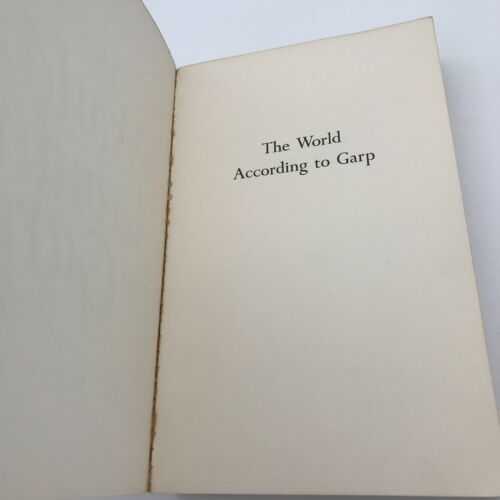 The World
According to Garp